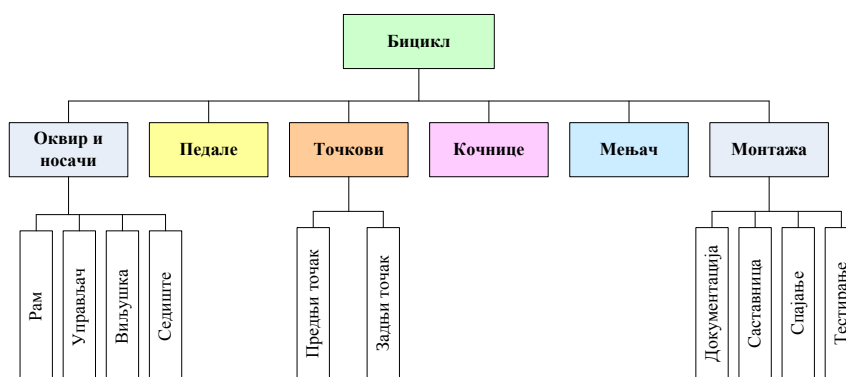 Бицикл
Оквир и
носачи
Педале
Точкови
Кочнице
Мењач
Монтажа
Рам
Управљач
Виљушка
Седиште
Предњи точак
Задњи точак
Документација
Саставница
Спајање
Тестирање